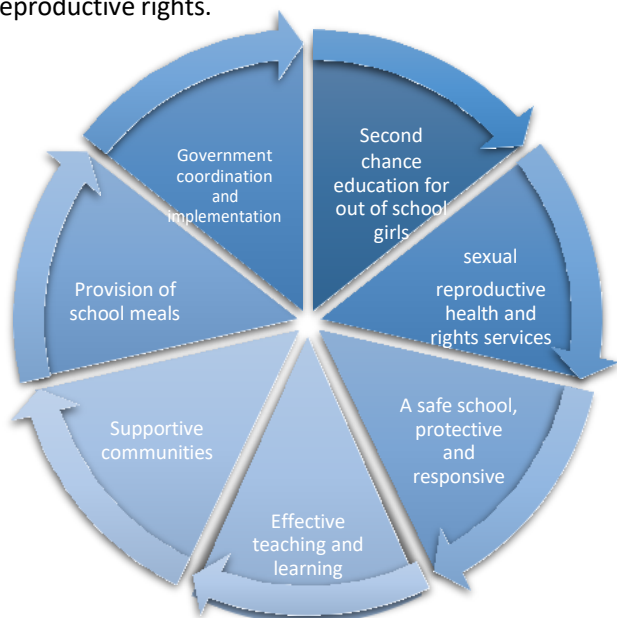 eproductive rights.
Second
chance
education for
out of school
girls
sexual
reproductive
health and
rights services
A safe school,
protective
and
responsive
Effective
teaching and
learning
Supportive
communities
Provision of
school meals
Government
coordination
and
implementation